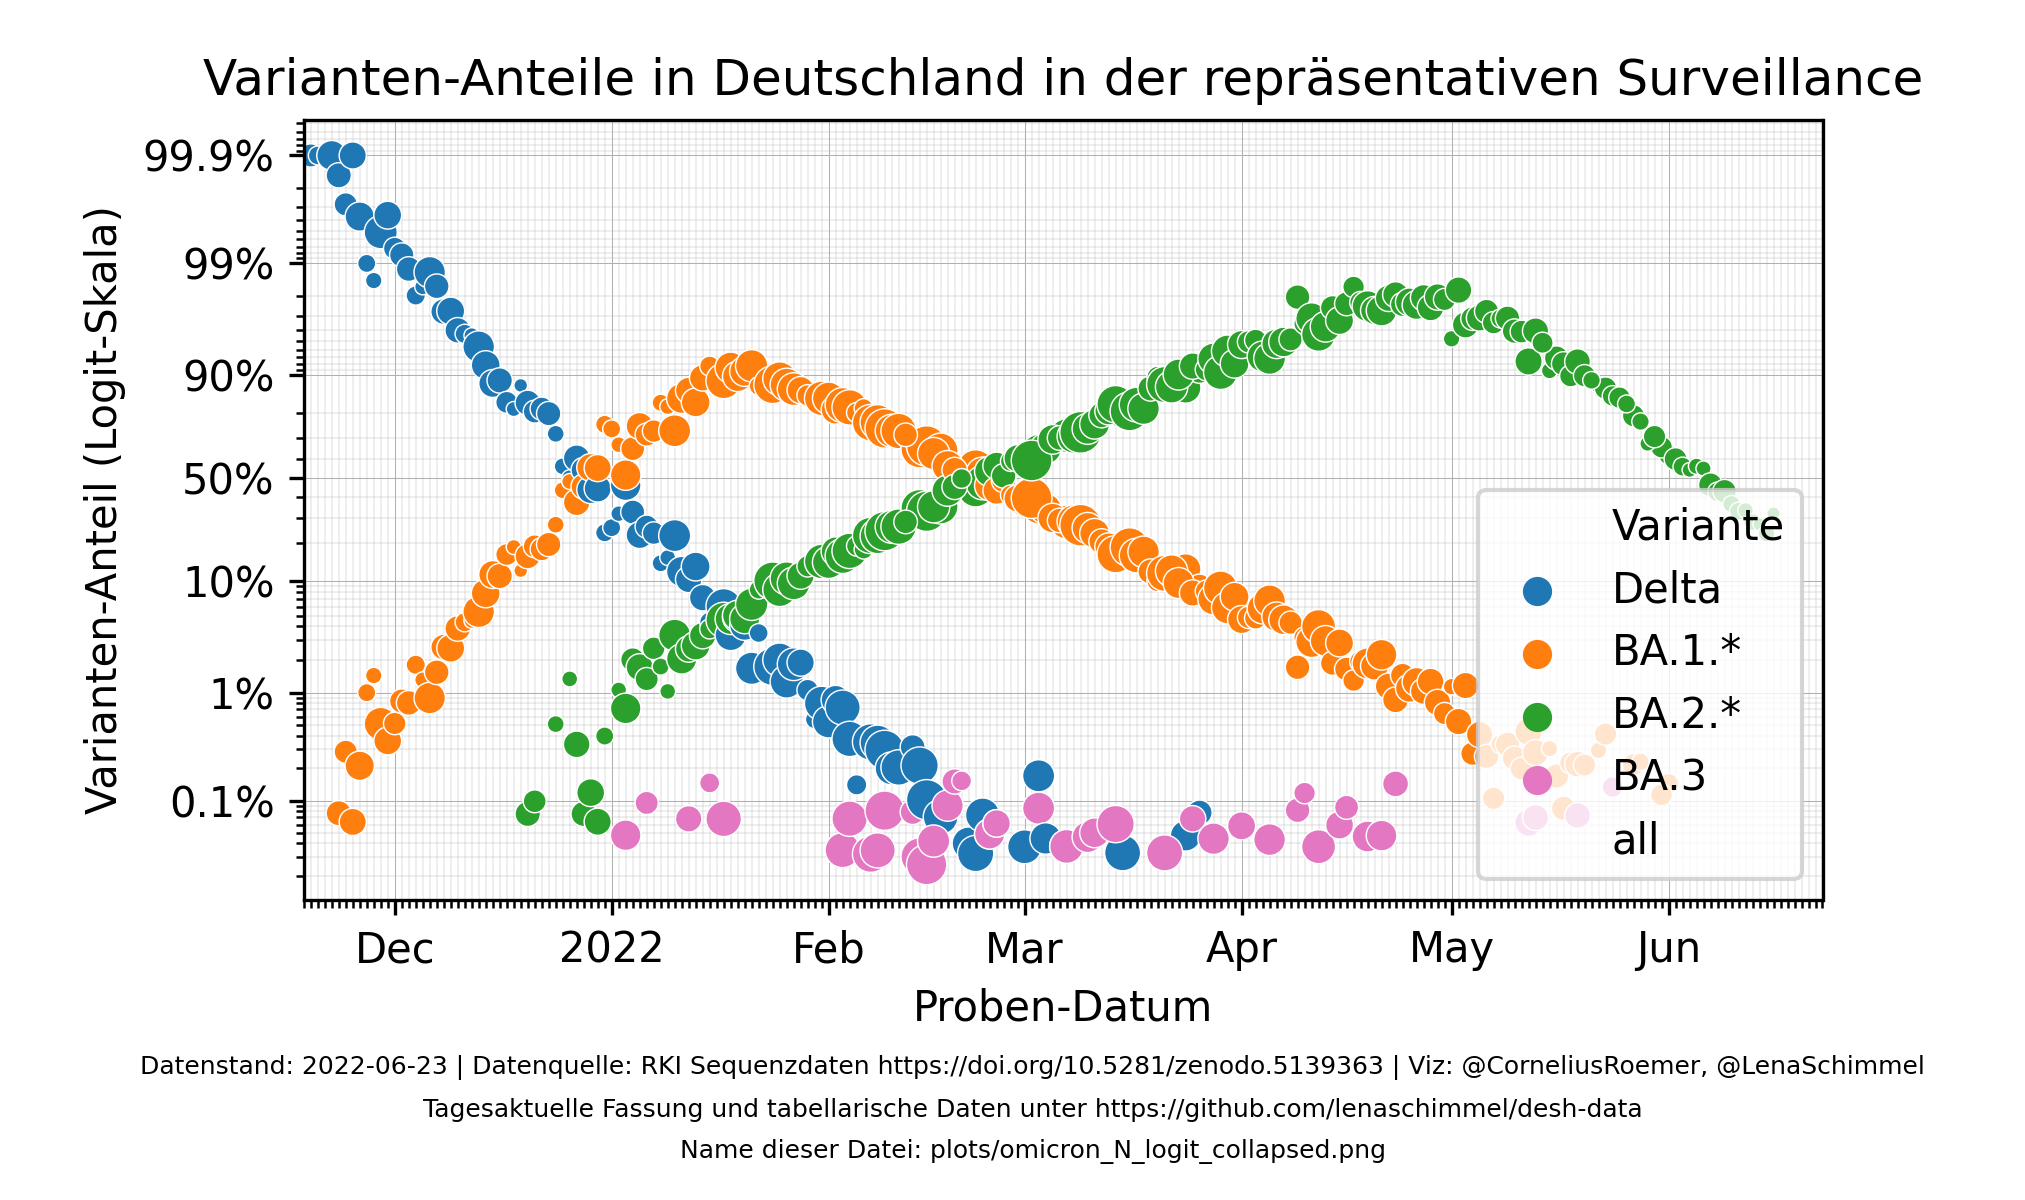 Varianten-Anteile in Deutschland in der repräsentativen Surveillance
Varianten-Anteil (Logit-Skala)
99.9%
99%
90%
50%
10%
1%
0.1%
Variante
Delta
BA.1.*
BA.2.*
BA.3
all
Dec 2022 Feb Mar Apr May Jun
Proben-Datum
Datenstand: 2022-06-23 | Datenquelle: RKI Sequenzdaten https://doi.org/10.5281/zenodo.5139363 | Viz: @CorneliusRoemer, @LenaSchimmel
Tagesaktuelle Fassung und tabellarische Daten unter https://github.com/lenaschimmel/desh-data
Name dieser Datei: plots/omicron_N_logit_collapsed.png